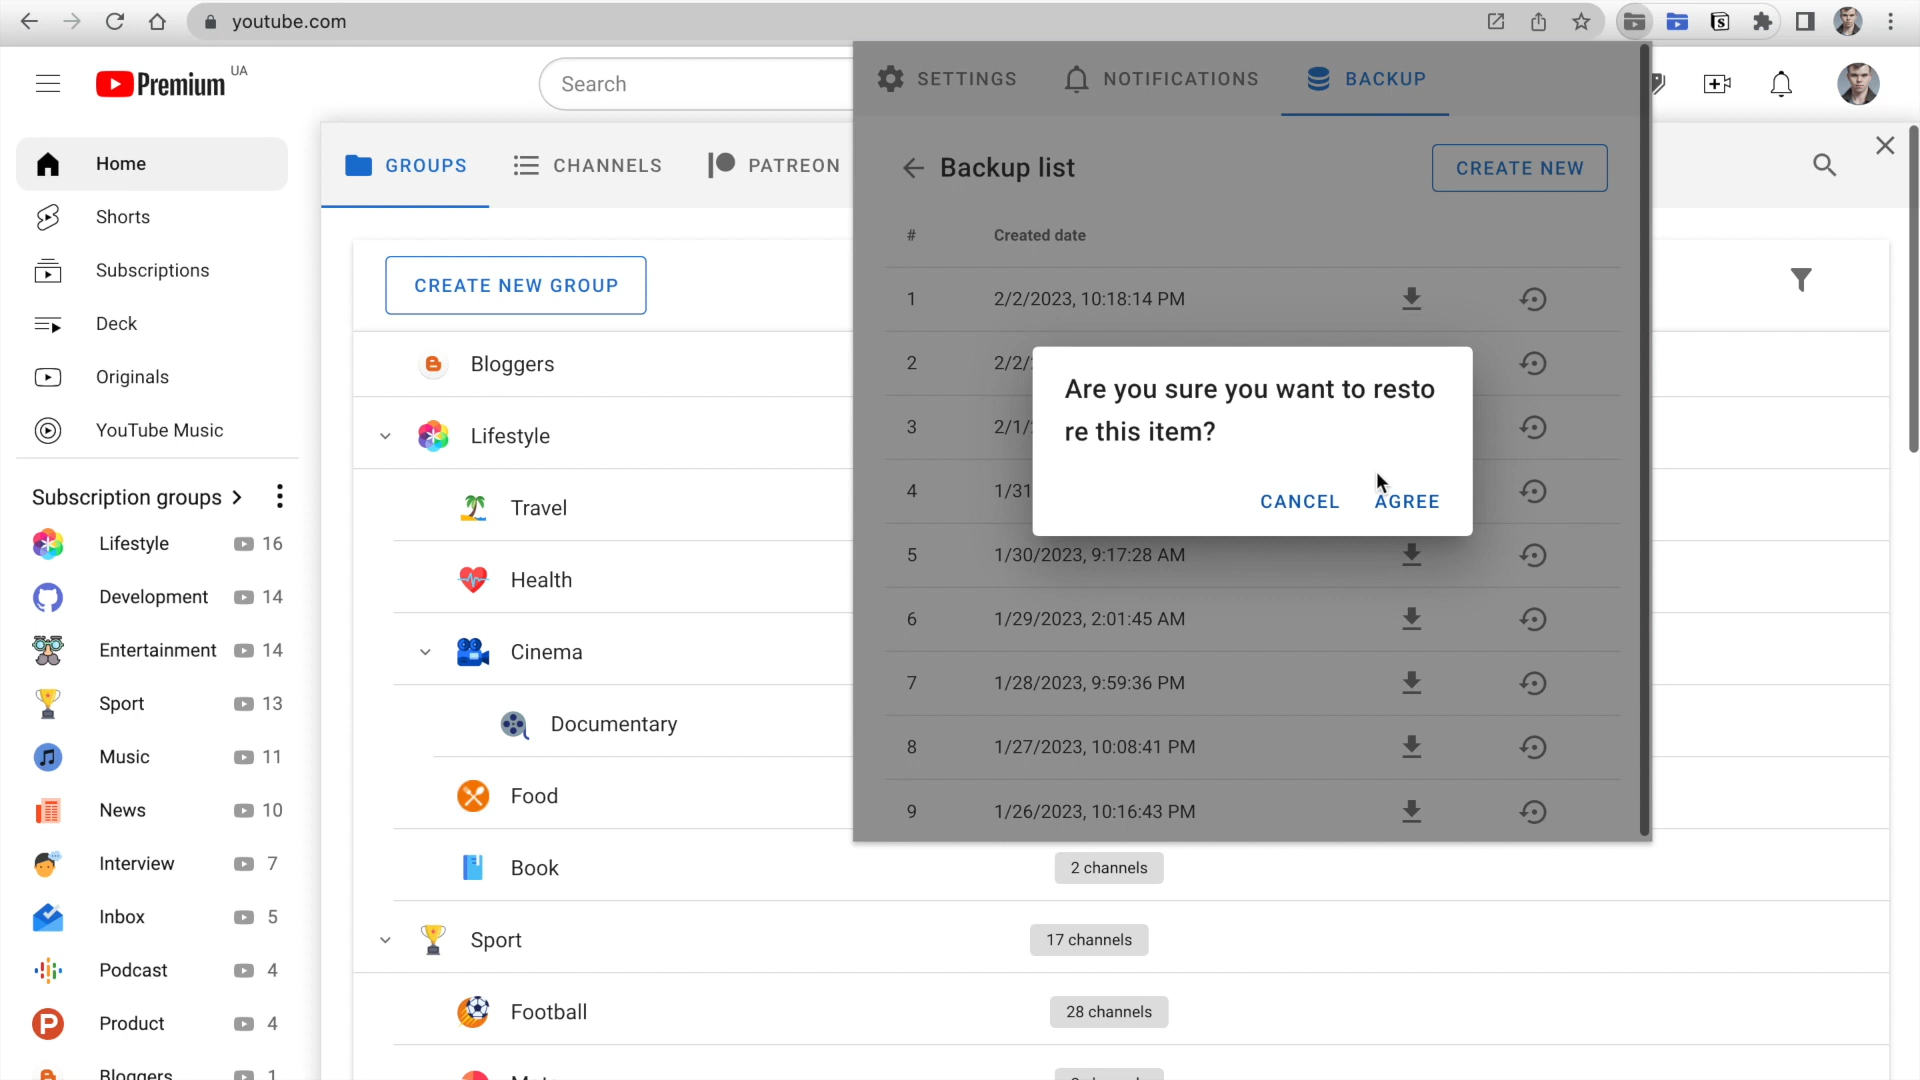 youtube.com
Premium UA
Search
SETTINGS
NOTIFICATIONS
BACKUP
Home
Shorts
Subscriptions
Deck
Originals
YouTube Music
Subscription groups
Lifestyle 16
Development 14
Entertainment 14
Sport 13
Music 11
News 10
Interview 7
Inbox 5
Podcast 4
Product 4
Bloggers 1
GROUPS
CHANNELS
PATREON
CREATE NEW GROUP
Bloggers
Lifestyle
Travel
Health
Cinema
Documentary
Food
Book 2 channels
Sport 17 channels
Football 28 channels
Backup list
CREATE NEW
# Created date
1 2/2/2023, 10:18:14 PM
2 2/2/
3 2/1/
4 1/31
5 1/30/2023, 9:17:28 AM
6 1/29/2023, 2:01:45 AM
7 1/28/2023, 9:59:36 PM
8 1/27/2023, 10:08:41 PM
9 1/26/2023, 10:16:43 PM
Are you sure you want to resto
re this item?
CANCEL
AGREE